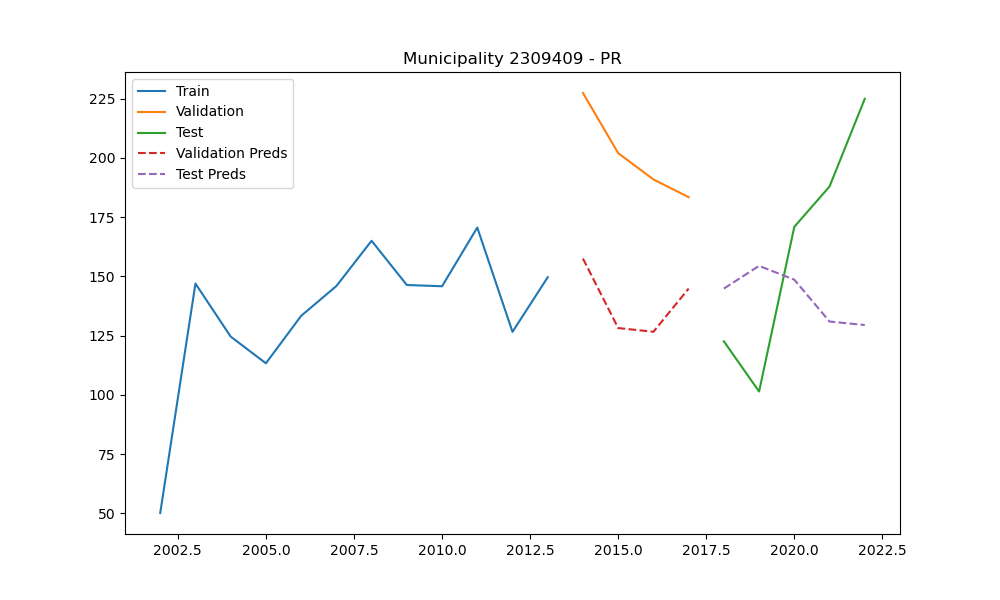 Municipality 2309409 - PR
Train
Validation
Test
Validation Preds
Test Preds
225
200
175
150
125
100
75
50
2002.5 2005.0 2007.5 2010.0 2012.5 2015.0 2017.5 2020.0 2022.5